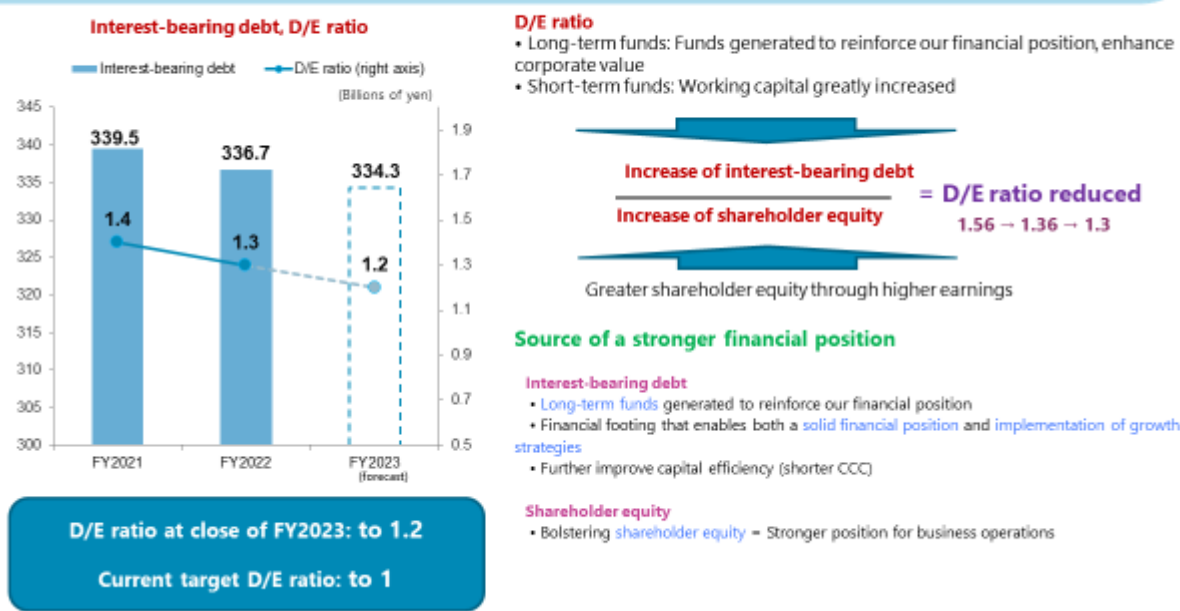 Interest-bearing debt, D/E ratio
Interest-bearing debt
D/E ratio (right axis)
(Billions of yen)
345
340
335
330
325
320
315
310
305
300
339.5
336.7
334.3
1.4
1.3
1.2
1.9
1.7
1.5
1.3
1.1
0.9
0.7
0.5
FY2021
FY2022
FY2023
(forecast)
D/E ratio at close of FY2023: to 1.2
Current target D/E ratio: to 1
D/E ratio
• Long-term funds: Funds generated to reinforce our financial position, enhance
corporate value
• Short-term funds: Working capital greatly increased
Increase of interest-bearing debt
Increase of shareholder equity
= D/E ratio reduced
1.56 → 1.36 → 1.3
Greater shareholder equity through higher earnings
Source of a stronger financial position
Interest-bearing debt
• Long-term funds generated to reinforce our financial position
• Financial footing that enables both a solid financial position and implementation of growth
strategies
• Further improve capital efficiency (shorter CCC)
Shareholder equity
• Bolstering shareholder equity = Stronger position for business operations